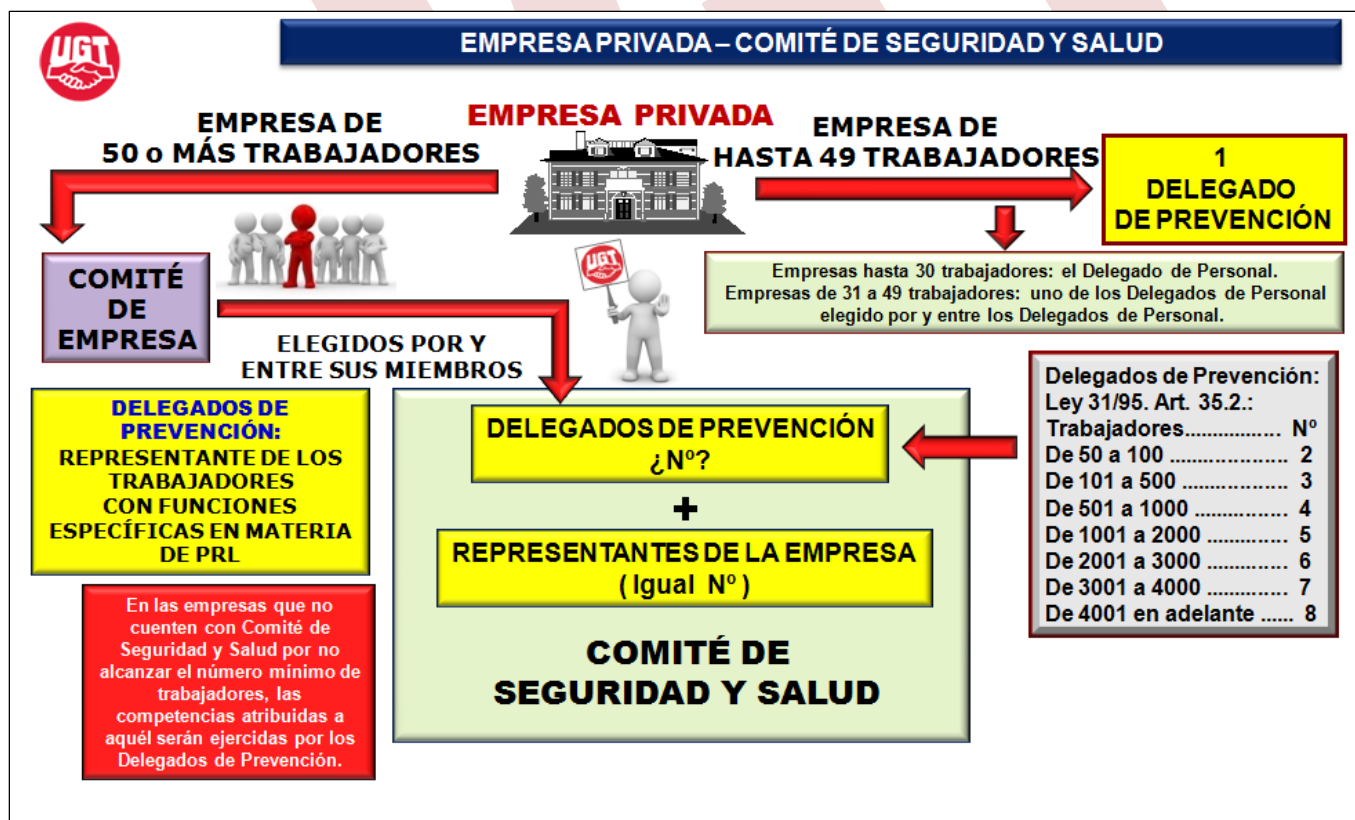 UGT
EMPRESA PRIVADA – COMITÉ DE SEGURIDAD Y SALUD
EMPRESA PRIVADA
EMPRESA DE
50 o MÁS TRABAJADORES
EMPRESA DE
HASTA 49 TRABAJADORES
1
DELEGADO
DE PREVENCIÓN
Empresas hasta 30 trabajadores: el Delegado de Personal.
Empresas de 31 a 49 trabajadores: uno de los Delegados de Personal
elegido por y entre los Delegados de Personal.
COMITÉ
DE
EMPRESA
UGT
ELEGIDOS POR Y
ENTRE SUS MIEMBROS
DELEGADOS DE
PREVENCIÓN:
REPRESENTANTE DE LOS
TRABAJADORES
CON FUNCIONES
ESPECÍFICAS EN MATERIA
DE PRL
DELEGADOS DE PREVENCIÓN
¿Nº?
+
REPRESENTANTES DE LA EMPRESA
( Igual Nº )
COMITÉ DE
SEGURIDAD Y SALUD
Delegados de Prevención:
Ley 31/95. Art. 35.2.:
Trabajadores................. Nº
De 50 a 100 ..................... 2
De 101 a 500 ................... 3
De 501 a 1000 ................. 4
De 1001 a 2000 ............... 5
De 2001 a 3000 ............... 6
De 3001 a 4000 ............... 7
De 4001 en adelante ...... 8
En las empresas que no
cuenten con Comité de
Seguridad y Salud por no
alcanzar el número mínimo de
trabajadores, las
competencias atribuidas a
aquél serán ejercidas por los
Delegados de Prevención.